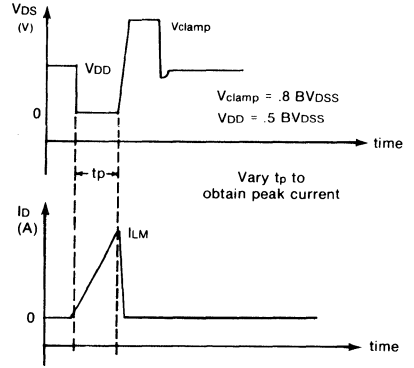 VDS
(V)
Vclamp
VDD
0
Vclamp = .8 BVDSS
VDD = .5 BVDSS
time
tp
Vary tp to
obtain peak current
ID
(A)
ILM
0
time